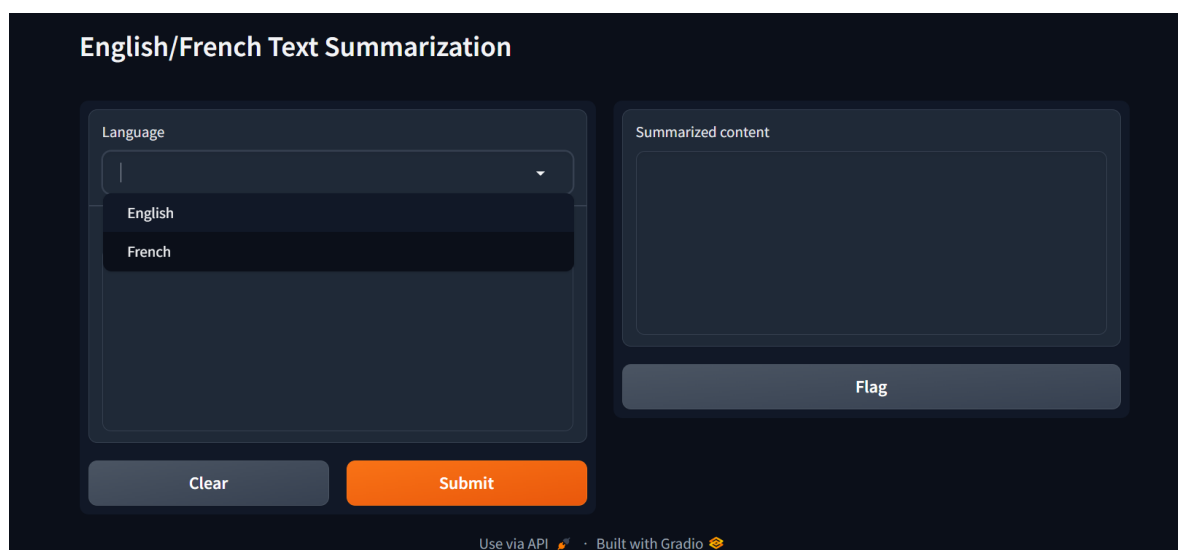 English/French Text Summarization
Language
English
French
Clear
Submit
Summarized content
Flag
Use via API · Built with Gradio